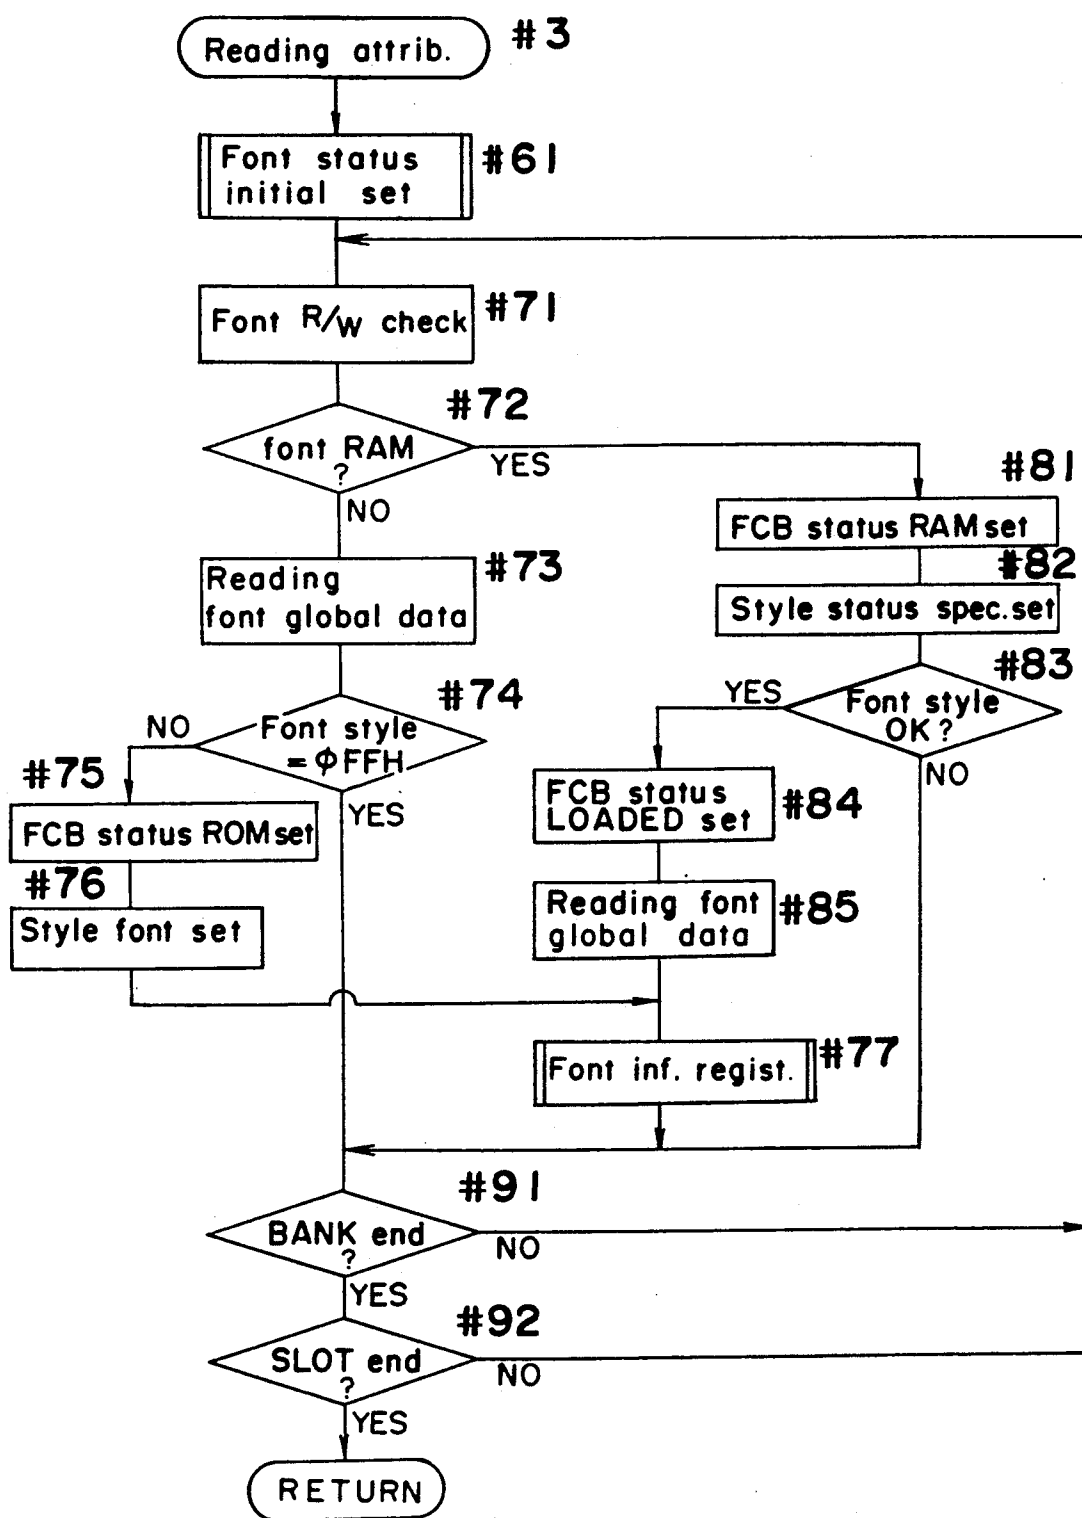 Reading attrib.
#3
Font status
initial set
#61
Font R/W check
#71
font RAM
?
#72
YES
NO
#81
FCB status RAM set
Reading
font global data
#73
#82
Style status spec. set
#83
Font style
OK?
YES
NO
#74
Font style
= φFFH
NO
YES
#75
FCB status ROM set
FCB status
LOADED set
#84
#76
Style font set
Reading font
global data
#85
Font inf. regist.
#77
#91
BANK end
?
NO
YES
#92
SLOT end
?
NO
YES
RETURN